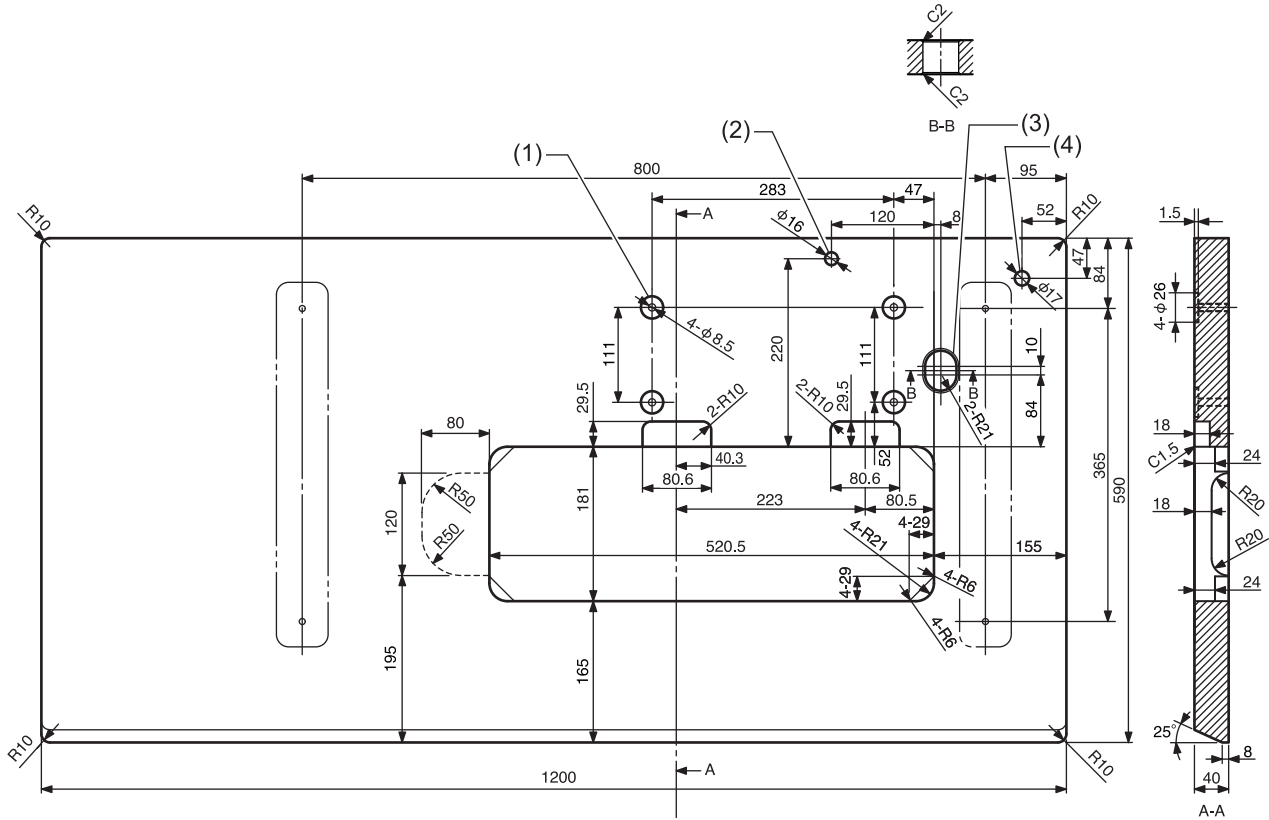 C2
C2
B-B
(3)
(2)
(4)
(1)
800
95
283
47
52
R10
A
120
8
R10
1.5
φ16
47
84
φ17
4-φ26
4-φ8.5
111
220
111
10
B
B
29.5
2-R10
2-R10
29.5
2-R21
84
18
80
52
C1.5
24
40.3
365
590
R50
181
80.6
80.6
R20
120
223
80.5
18
R50
4-R21
4-29
R20
520.5
155
4-R6
4-29
24
4-R6
195
165
25°
R10
R10
8
A
1200
40
A-A